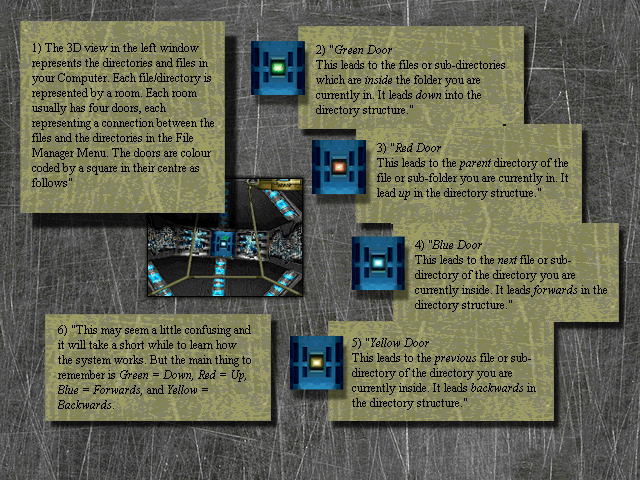 1) The 3D view in the left window
represents the directories and files in
your Computer. Each file/directory is
represented by a room. Each room
usually has four doors, each
representing a connection between the
files and the directories in the File
Manager Menu. The doors are colour
coded by a square in their centre as
follows"
2) "Green Door
This leads to the files or sub-directories
which are inside the folder you are
currently in. It leads down into the
directory structure."
3) "Red Door
This leads to the parent directory of the
file or sub-folder you are currently in. It
lead up in the directory structure."
4) "Blue Door
This leads to the next file or sub-
directory of the directory you are
currently inside. It leads forwards in the
directory structure."
5) "Yellow Door
This leads to the previous file or sub-
directory of the directory you are
currently inside. It leads backwards in
the directory structure."
6) "This may seem a little confusing and
it will take a short while to learn how
the system works. But the main thing to
remember is Green = Down, Red = Up,
Blue = Forwards, and Yellow =
Backwards.